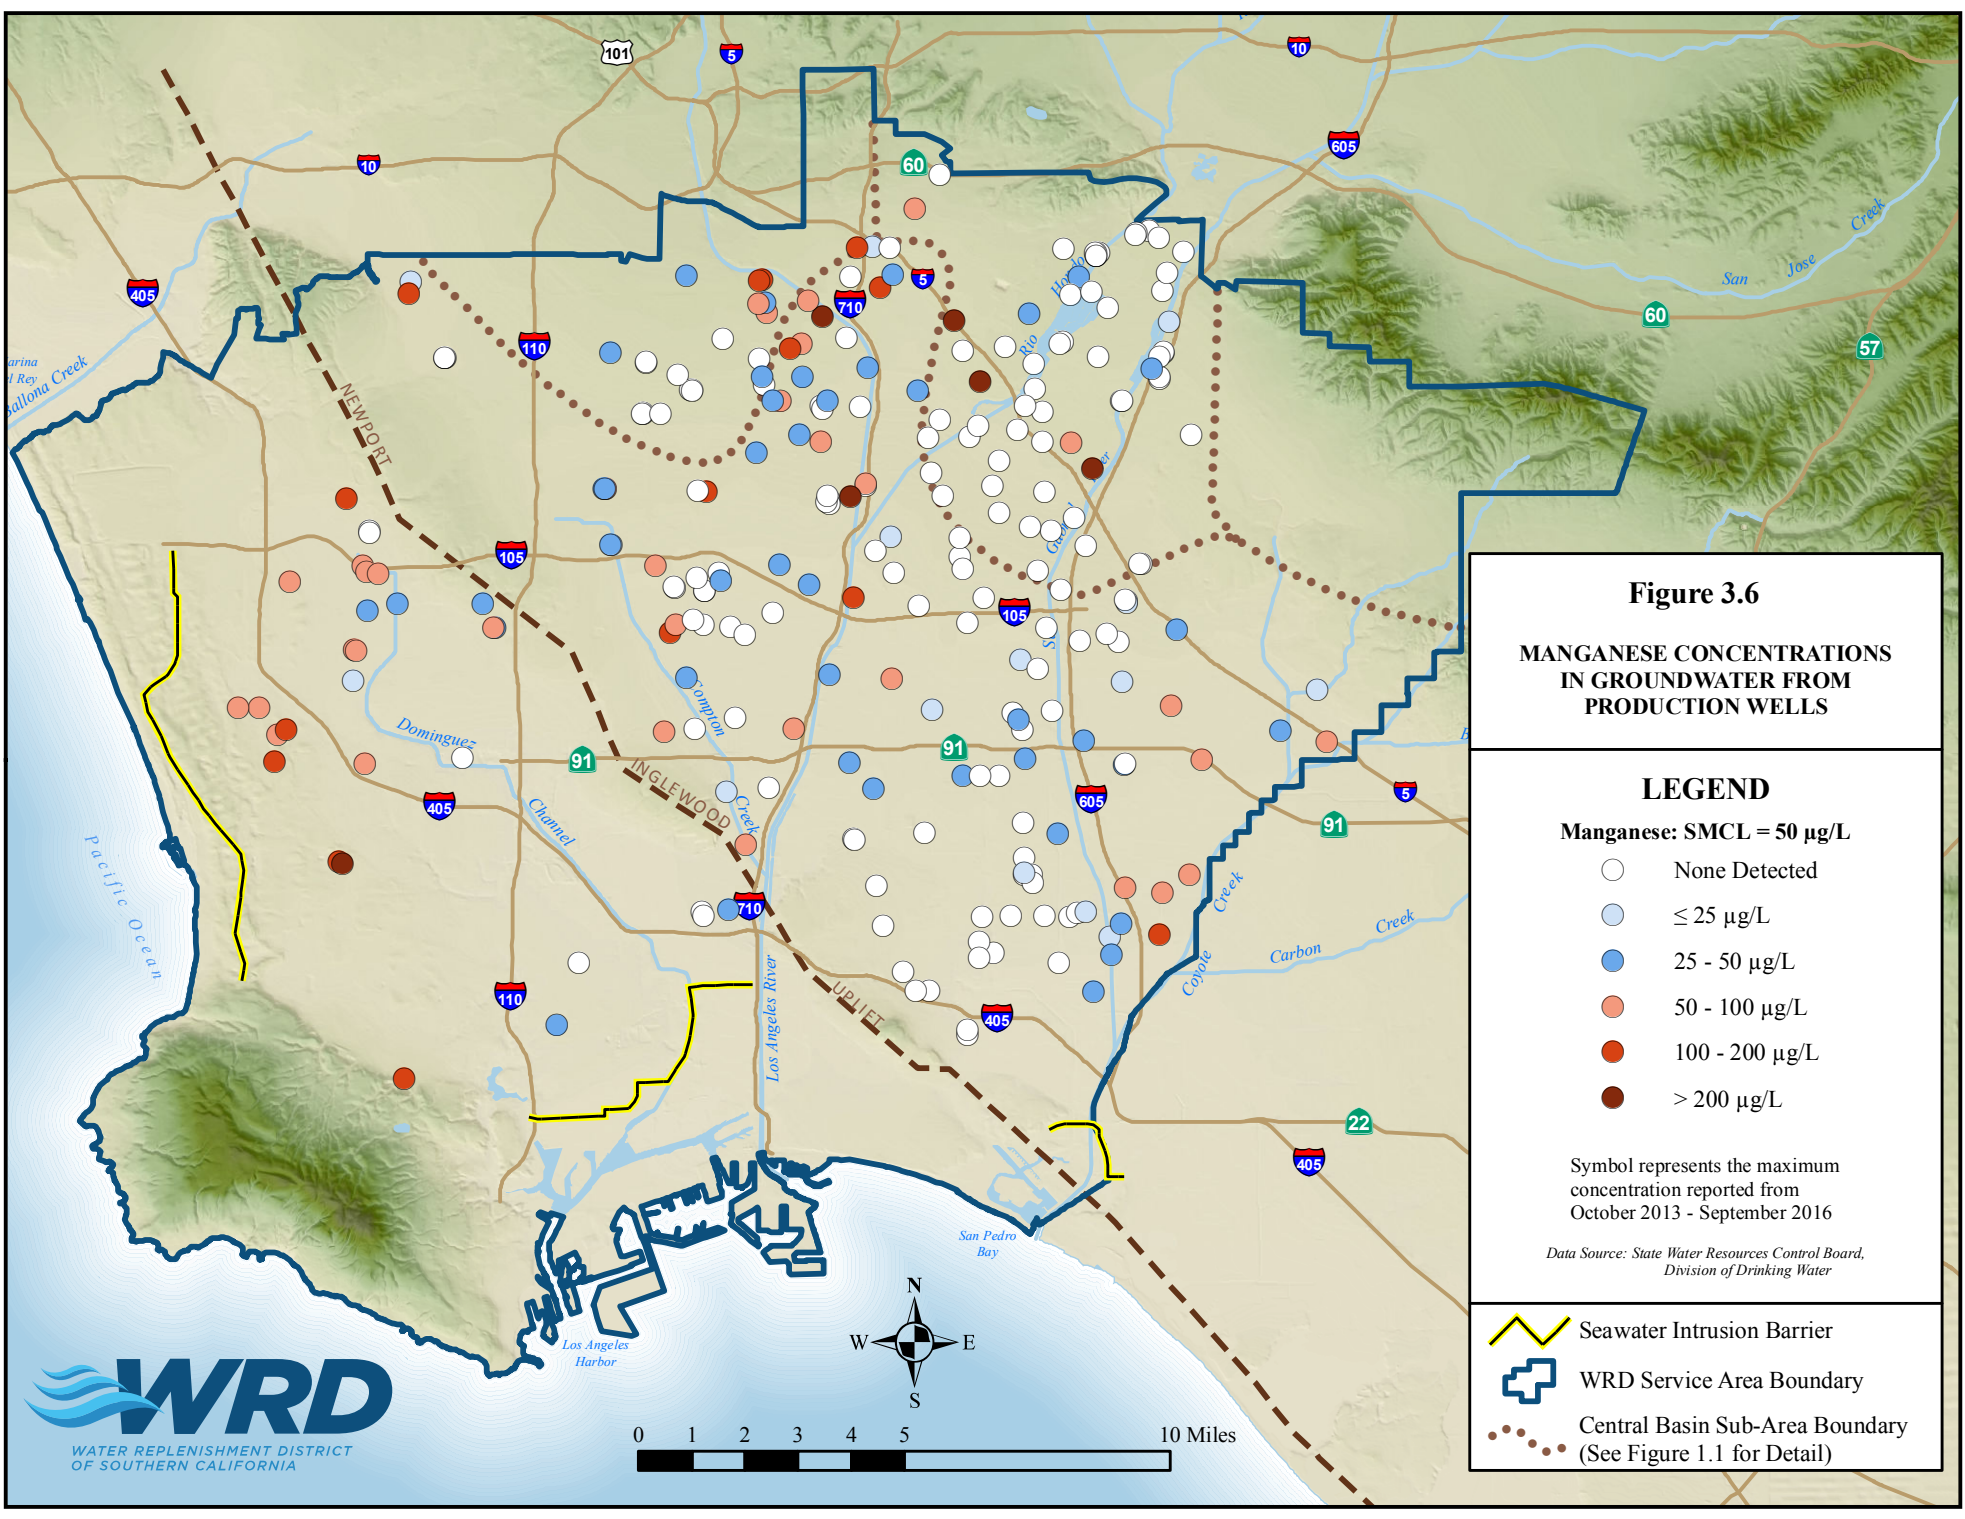 101
5
10
10
605
60
405
5
710
110
60
57
San
Jose
Creek
Rio
Hondo
Ballona Creek
NEWPORT
105
105
S
Compton
Creek
Dominguez
Channel
91
91
INGLEWOOD
405
605
5
91
710
Pacific Ocean
110
Los Angeles River
UPLIFT
405
Coyote
Creek
Carbon
Creek
22
405
San Pedro
Bay
Los Angeles
Harbor
N
W
E
S
0 1 2 3 4 5 10 Miles
WRD
WATER REPLENISHMENT DISTRICT
OF SOUTHERN CALIFORNIA
Figure 3.6
MANGANESE CONCENTRATIONS
IN GROUNDWATER FROM
PRODUCTION WELLS
LEGEND
Manganese: SMCL = 50 µg/L
None Detected
≤ 25 µg/L
25 - 50 µg/L
50 - 100 µg/L
100 - 200 µg/L
> 200 µg/L
Symbol represents the maximum
concentration reported from
October 2013 - September 2016
Data Source: State Water Resources Control Board,
Division of Drinking Water
Seawater Intrusion Barrier
WRD Service Area Boundary
Central Basin Sub-Area Boundary
(See Figure 1.1 for Detail)